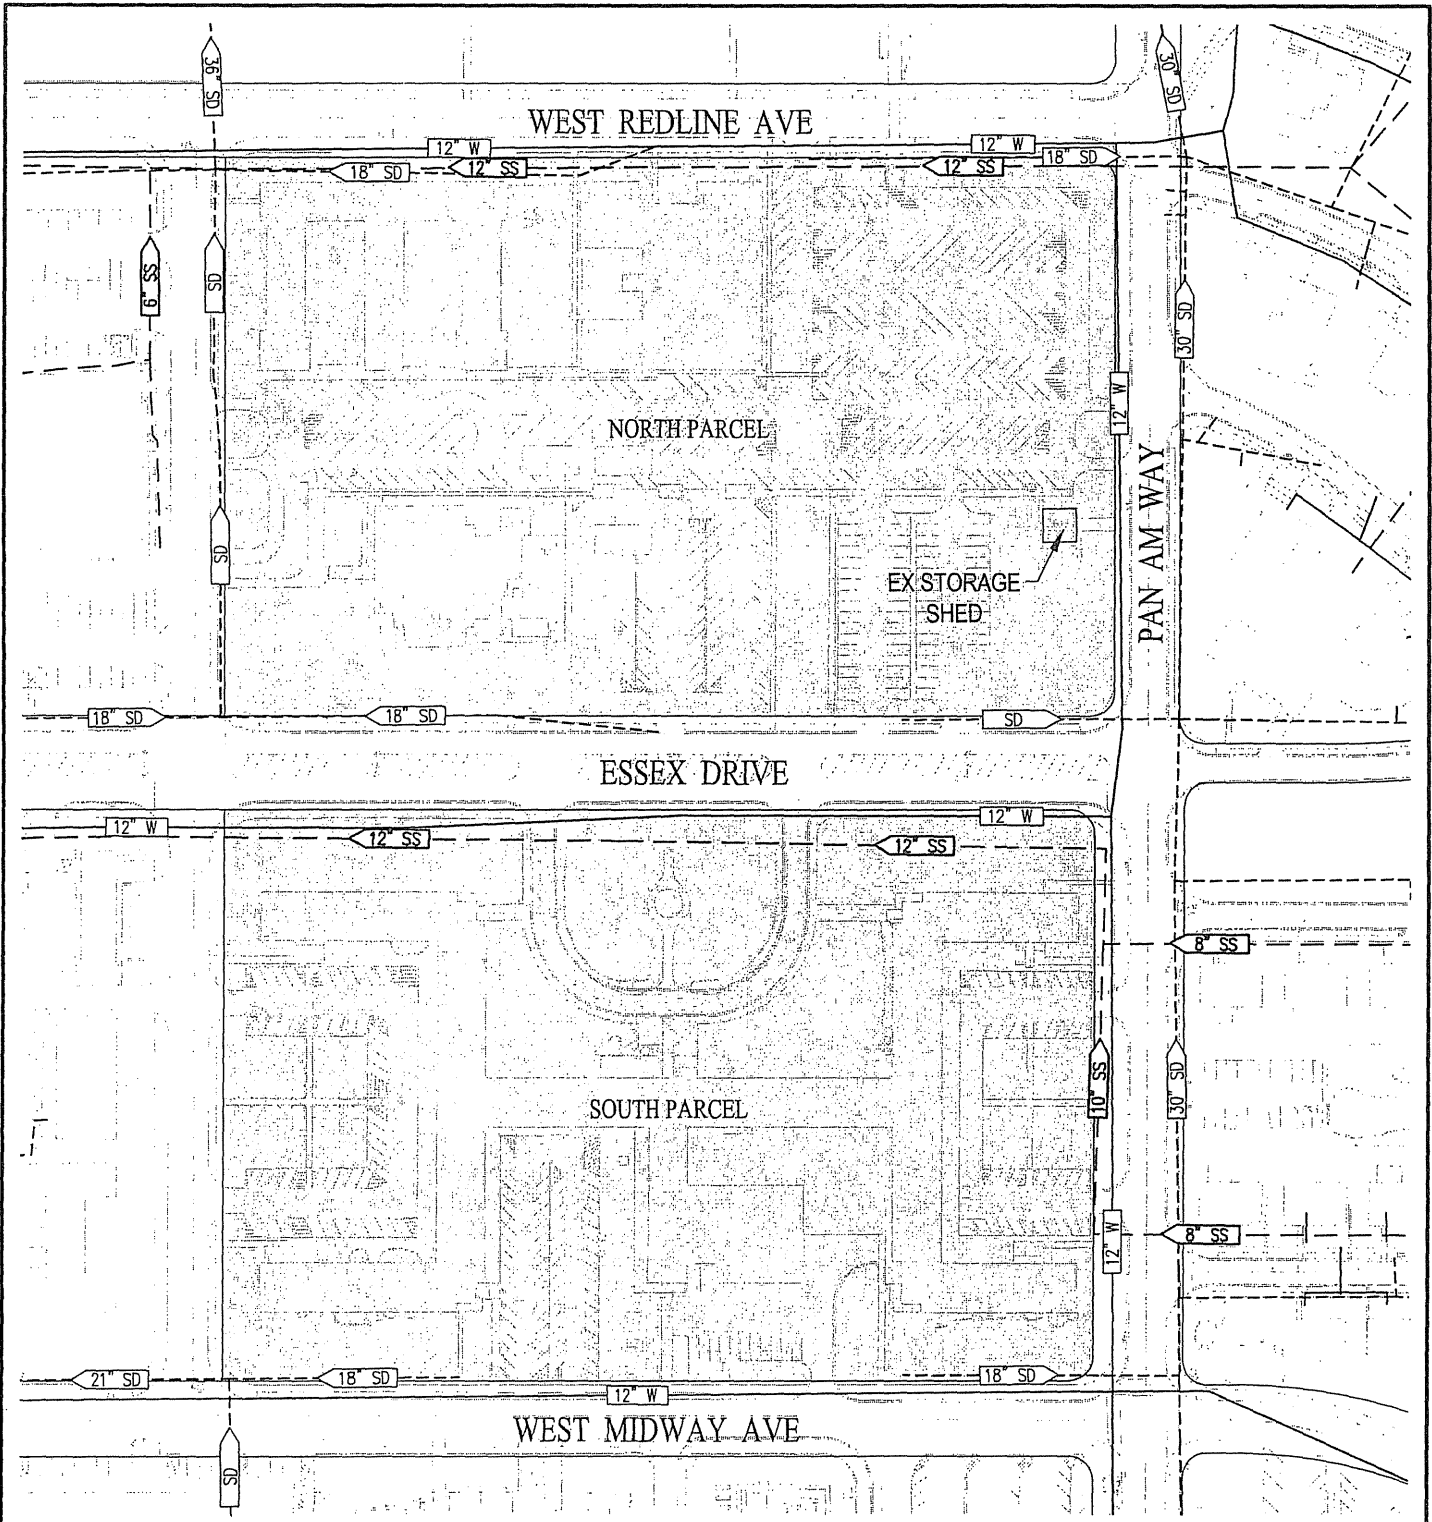 36" SD
30" SD
WEST REDLINE AVE
12" W
12" W
18" SD
12" SS
12" SS
18" SD
6" SS
SD
30" SD
12" W
NORTH PARCEL
PAN AM WAY
SD
EX STORAGE
SHED
18" SD
18" SD
SD
ESSEX DRIVE
12" W
12" W
12" SS
12" SS
8" SS
10" SS
30" SD
SOUTH PARCEL
12" W
8" SS
21" SD
18" SD
18" SD
12" W
WEST MIDWAY AVE
SD